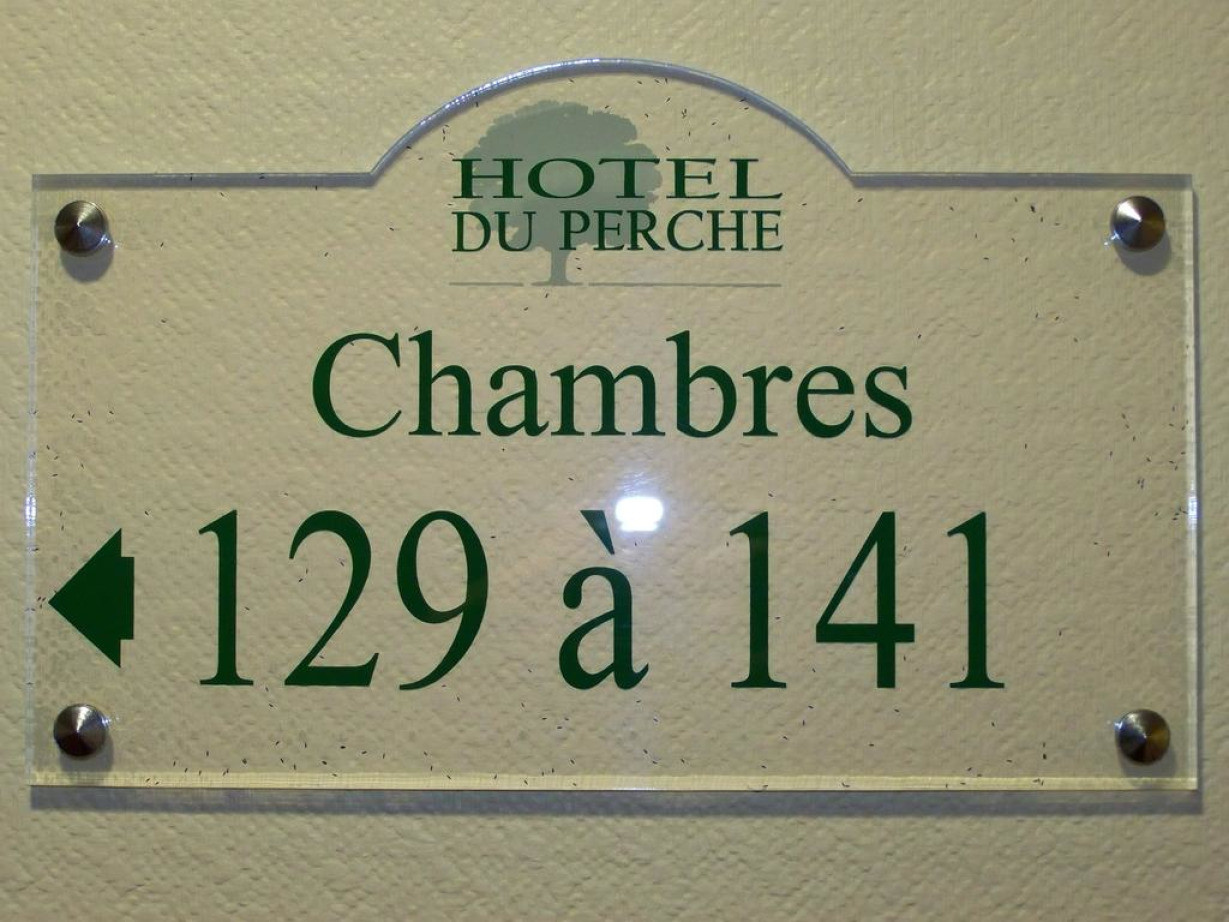 HOTEL
DU PERCHE
Chambres
129 à 141